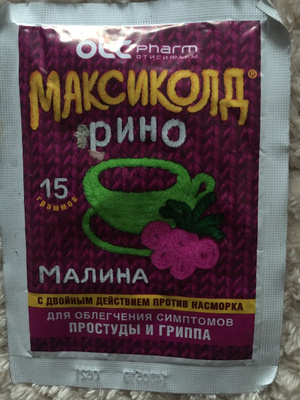 OTC pharm
ОТИСИФАРМ
МАКСИКОЛД®
рино
15
граммов
МАЛИНА
С ДВОЙНЫМ ДЕЙСТВИЕМ ПРОТИВ НАСМОРКА
ДЛЯ ОБЛЕГЧЕНИЯ СИМПТОМОВ
ПРОСТУДЫ И ГРИППА